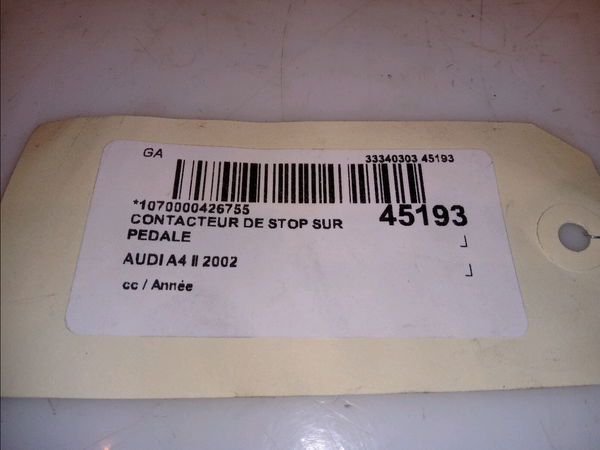 GA
33340303 45193
*1070000426755
45193
CONTACTEUR DE STOP SUR
PEDALE
AUDI A4 II 2002
cc / Année